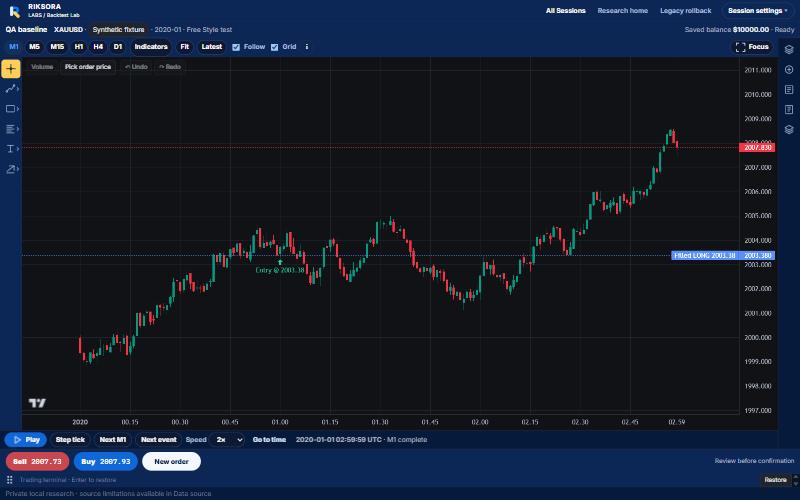 RIKSORA
LABS / Backtest Lab
All Sessions
Research home
Legacy rollback
Session settings
QA baseline XAUUSD · Synthetic fixture · 2020-01 · Free Style test
Saved balance $10000.00 · Ready
M1 M5 M15 H1 H4 D1 Indicators Fit Latest Follow Grid i
Focus
Volume Pick order price Undo Redo
2011.000
2010.000
2009.000
2008.000
2007.830
2007.000
2006.000
2005.000
2004.000
Filled LONG 2003.38 2003.380
2003.000
Entry @ 2003.38
2002.000
2001.000
2000.000
1999.000
1998.000
1997.000
2020 00:15 00:30 00:45 01:00 01:15 01:30 01:45 02:00 02:15 02:30 02:45 02:59
Play Step tick Next M1 Next event Speed 2x Go to time 2020-01-01 02:59:59 UTC · M1 complete
Sell 2007.73 Buy 2007.93 New order
Review before confirmation
Trading terminal · Enter to restore
Restore
Private local research · source limitations available in Data source